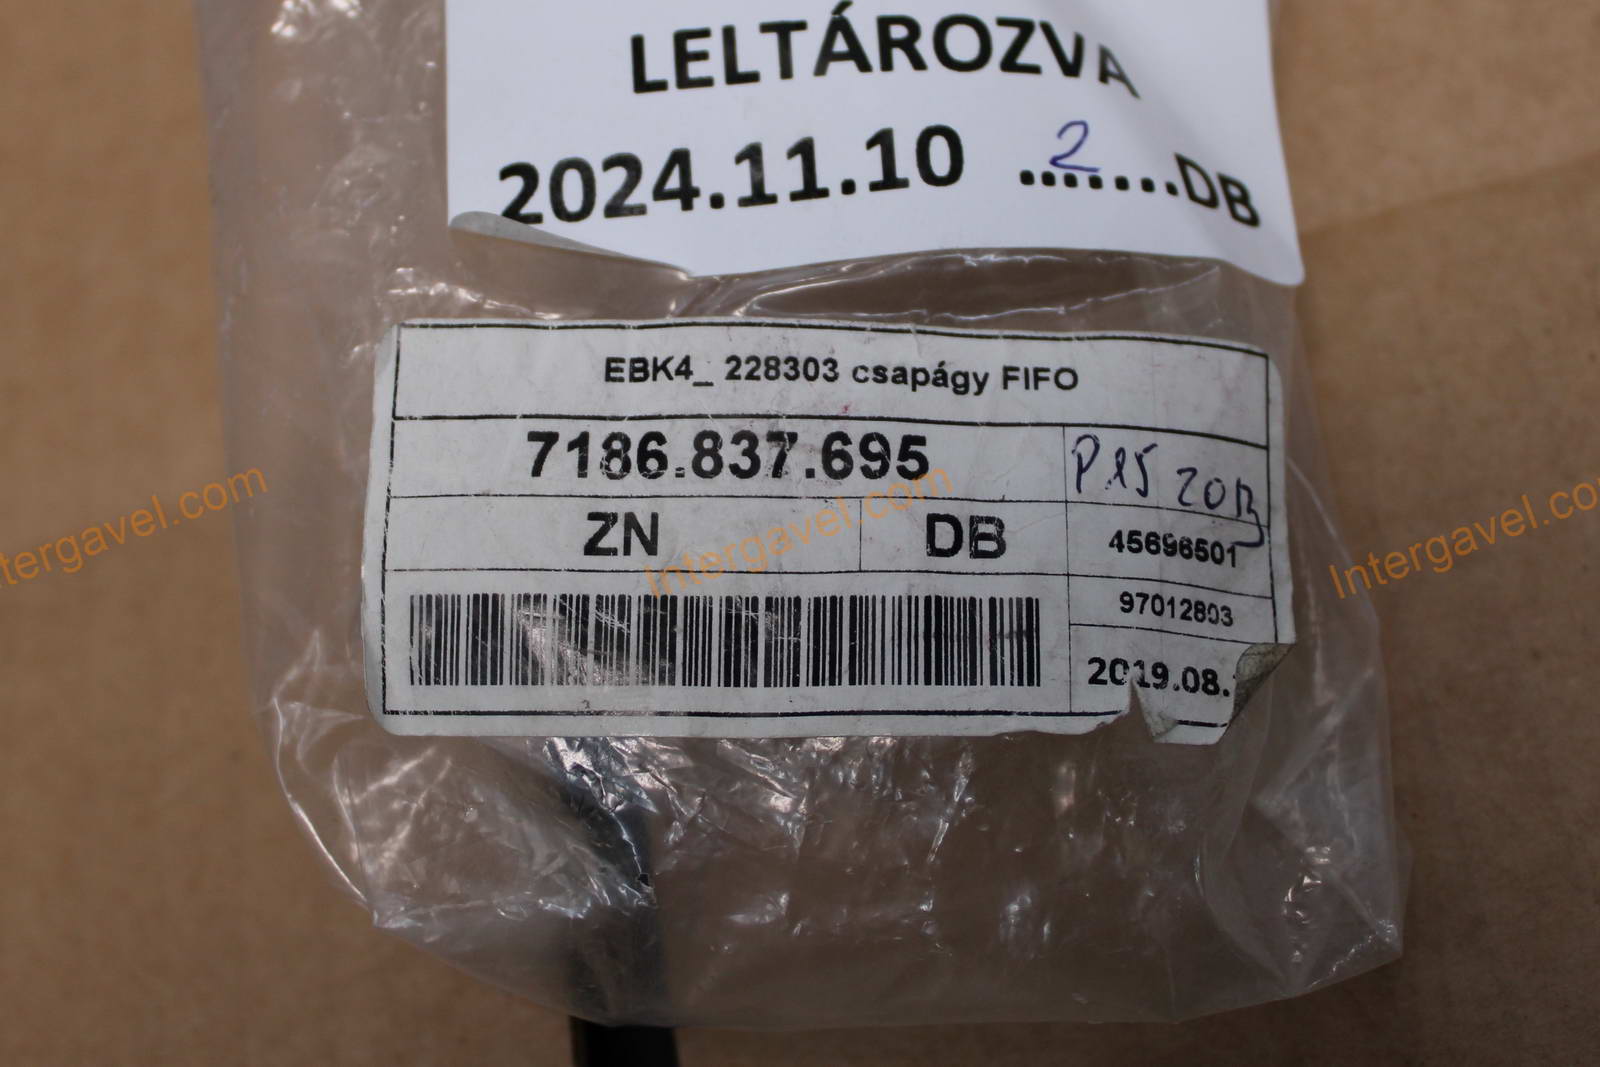 LELTÁROZVA
2024.11.10 ...2....DB
EBK4_ 228303 csapágy FIFO
7186.837.695
ZN DB
45696501
97012803
2019.08.
Intergavel.com
Intergavel.com
Intergavel.co